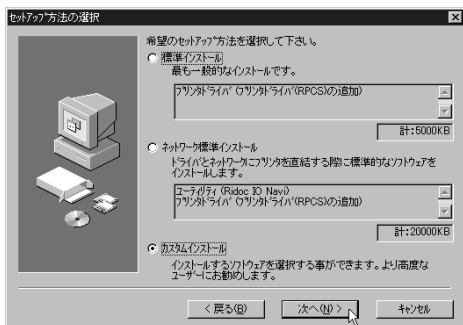 セットアップ方法の選択
希望のセットアップ方法を選択して下さい。
標準インストール
最も一般的なインストールです。
プリンタドライバ (プリンタドライバ(RPCS)の追加)
計:5000KB
ネットワーク標準インストール
ドライバとネットワークにプリンタを直結する際に標準的なソフトウェアを
インストールします。
ユーティリティ (Ridoc IO Navi)
プリンタドライバ (プリンタドライバ(RPCS)の追加)
計:20000KB
カスタムインストール
インストールするソフトウェアを選択する事ができます。より高度な
ユーザーにお勧めします。
< 戻る(B)
次へ(N) >
キャンセル